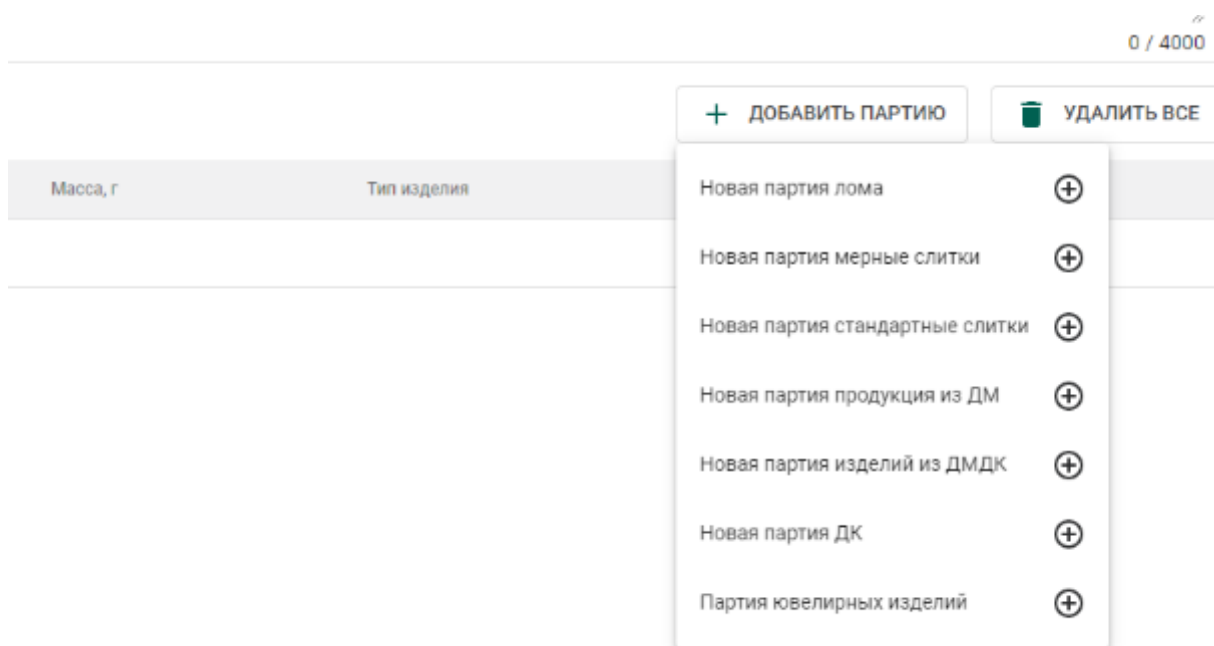 0 / 4000
ДОБАВИТЬ ПАРТИЮ УДАЛИТЬ ВСЕ
Масса, г Тип изделия
Новая партия лома
Новая партия мерные слитки
Новая партия стандартные слитки
Новая партия продукция из ДМ
Новая партия изделий из ДМДК
Новая партия ДК
Партия ювелирных изделий